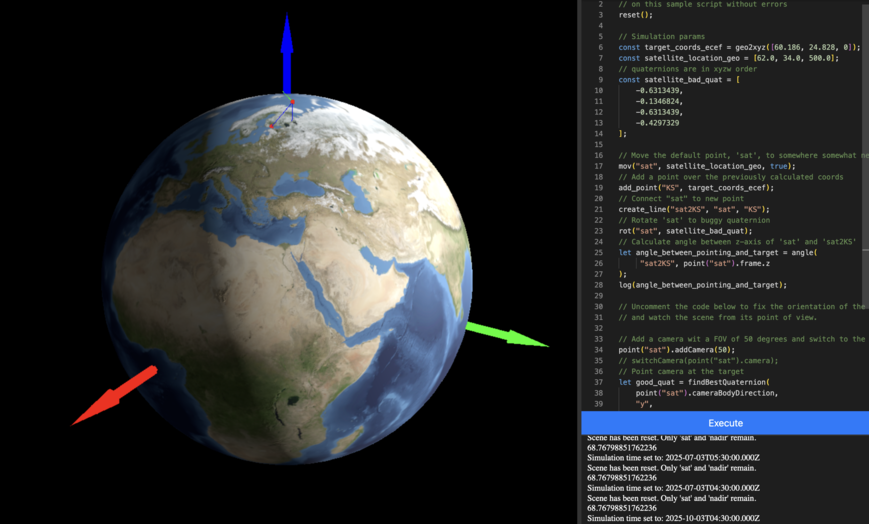 2 // on this sample script without errors
3 reset();
4
5 // Simulation params
6 const target_coords_ecef = geo2xyz([60.186, 24.828, 0]);
7 const satellite_location_geo = [62.0, 34.0, 500.0];
8 // quaternions are in xyzw order
9 const satellite_bad_quat = [
10 -0.6313439,
11 -0.1346824,
12 -0.6313439,
13 -0.4297329
14 ];
15
16 // Move the default point, 'sat', to somewhere somewhat ne
17 mov("sat", satellite_location_geo, true);
18 // Add a point over the previously calculated coords
19 add_point("KS", target_coords_ecef);
20 // Connect "sat" to new point
21 create_line("sat2KS", "sat", "KS");
22 // Rotate 'sat' to buggy quaternion
23 rot("sat", satellite_bad_quat);
24 // Calculate angle between z-axis of 'sat' and 'sat2KS'
25 let angle_between_pointing_and_target = angle(
26 "sat2KS", point("sat").frame.z
27 );
28 log(angle_between_pointing_and_target);
29
30 // Uncomment the code below to fix the orientation of the
31 // and watch the scene from its point of view.
32
33 // Add a camera wit a FOV of 50 degrees and switch to the
34 point("sat").addCamera(50);
35 // switchCamera(point("sat").camera);
36 // Point camera at the target
37 let good_quat = findBestQuaternion(
38 point("sat").cameraBodyDirection,
39 "y",
Execute
Scene has been reset. Only 'sat' and 'nadir' remain.
68.76798851762236
Simulation time set to: 2025-07-03T05:30:00.000Z
Scene has been reset. Only 'sat' and 'nadir' remain.
68.76798851762236
Simulation time set to: 2025-07-03T04:30:00.000Z
Scene has been reset. Only 'sat' and 'nadir' remain.
68.76798851762236
Simulation time set to: 2025-10-03T04:30:00.000Z